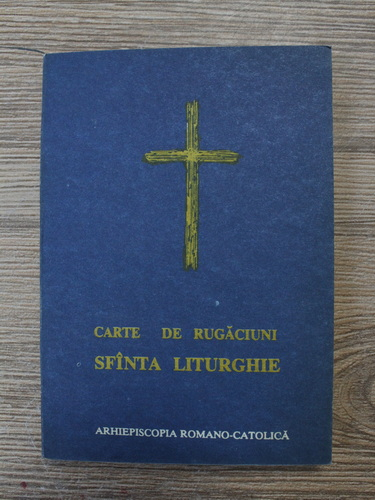 CARTE DE RUGĂCIUNI
SFÎNTA LITURGHIE
ARHIEPISCOPIA ROMANO-CATOLICĂ